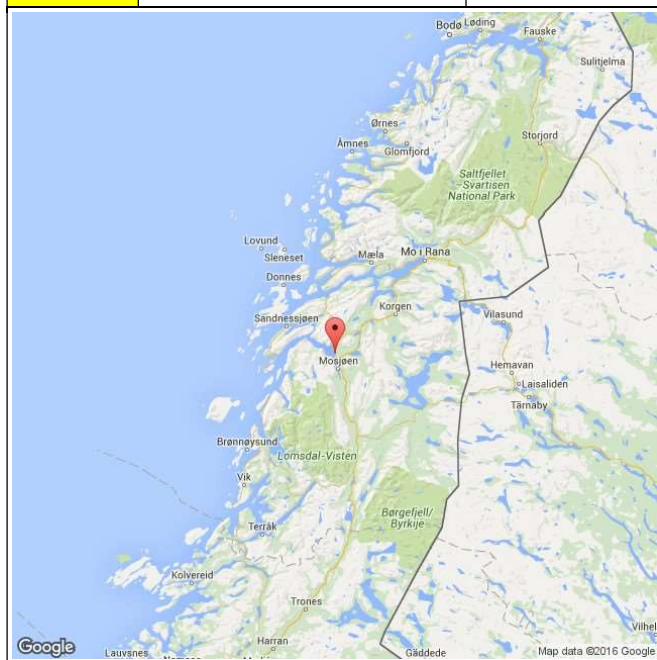 Bodø
Løding
Fauske
Sulitjelma
Ørnes
Storjord
Åmnes
Glomfjord
Saltfjellet
-Svartisen
National Park
Lovund
Sleneset
Mæla
Mo i Rana
Donnes
Korgen
Sandnessjøen
Vilasund
Mosjøen
Hemavan
Laisaliden
Tärnaby
Brønnøysund
Lomsdal-Visten
Vik
Børgefjell/
Byrkije
Terråk
Kolvereid
Trones
Harran
Lauvsnes
Gäddede
Google
Map data ©2016 Google